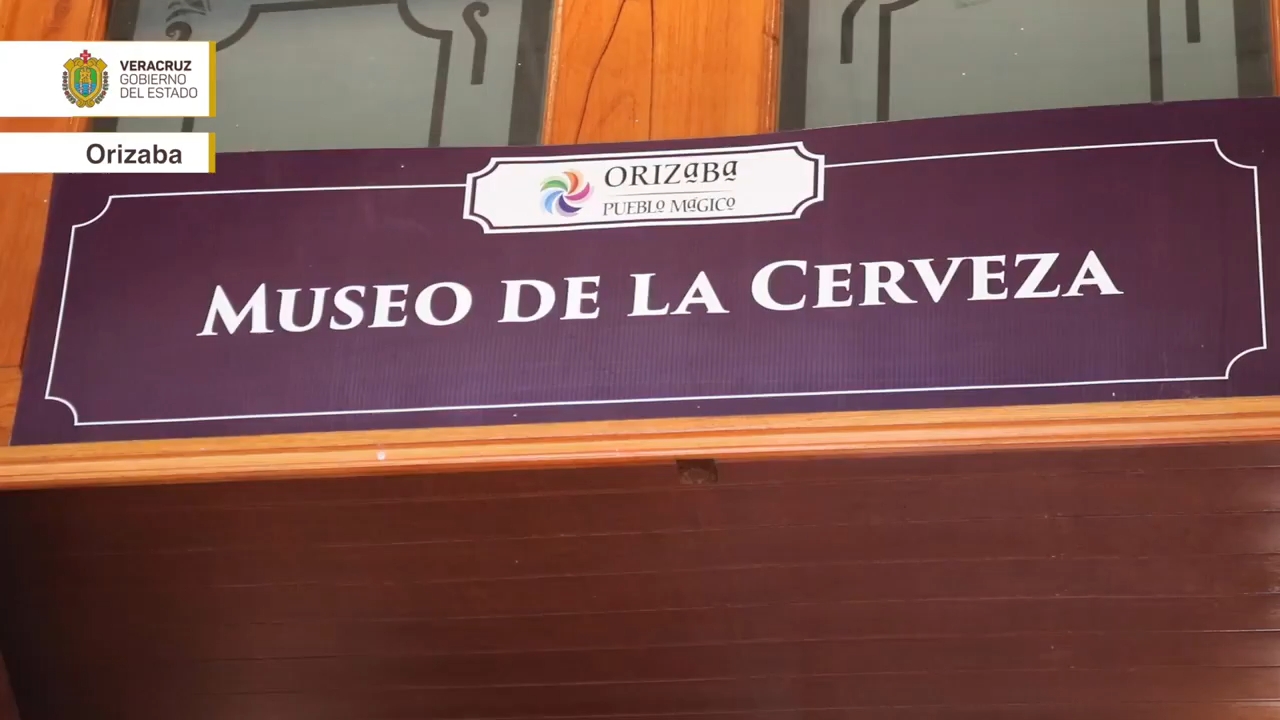 VERACRUZ
GOBIERNO
DEL ESTADO
Orizaba
ORIZaBa
PUEBLO MaGICO
MUSEO DE LA CERVEZA